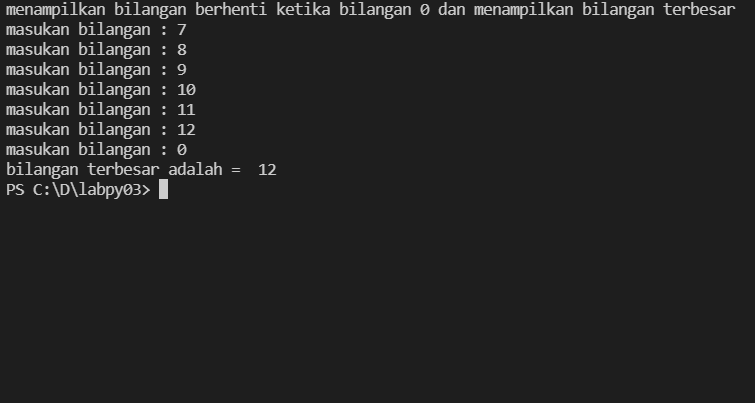 menampilkan bilangan berhenti ketika bilangan 0 dan menampilkan bilangan terbesar
masukan bilangan : 7
masukan bilangan : 8
masukan bilangan : 9
masukan bilangan : 10
masukan bilangan : 11
masukan bilangan : 12
masukan bilangan : 0
bilangan terbesar adalah =  12
PS C:\D\labpy03>